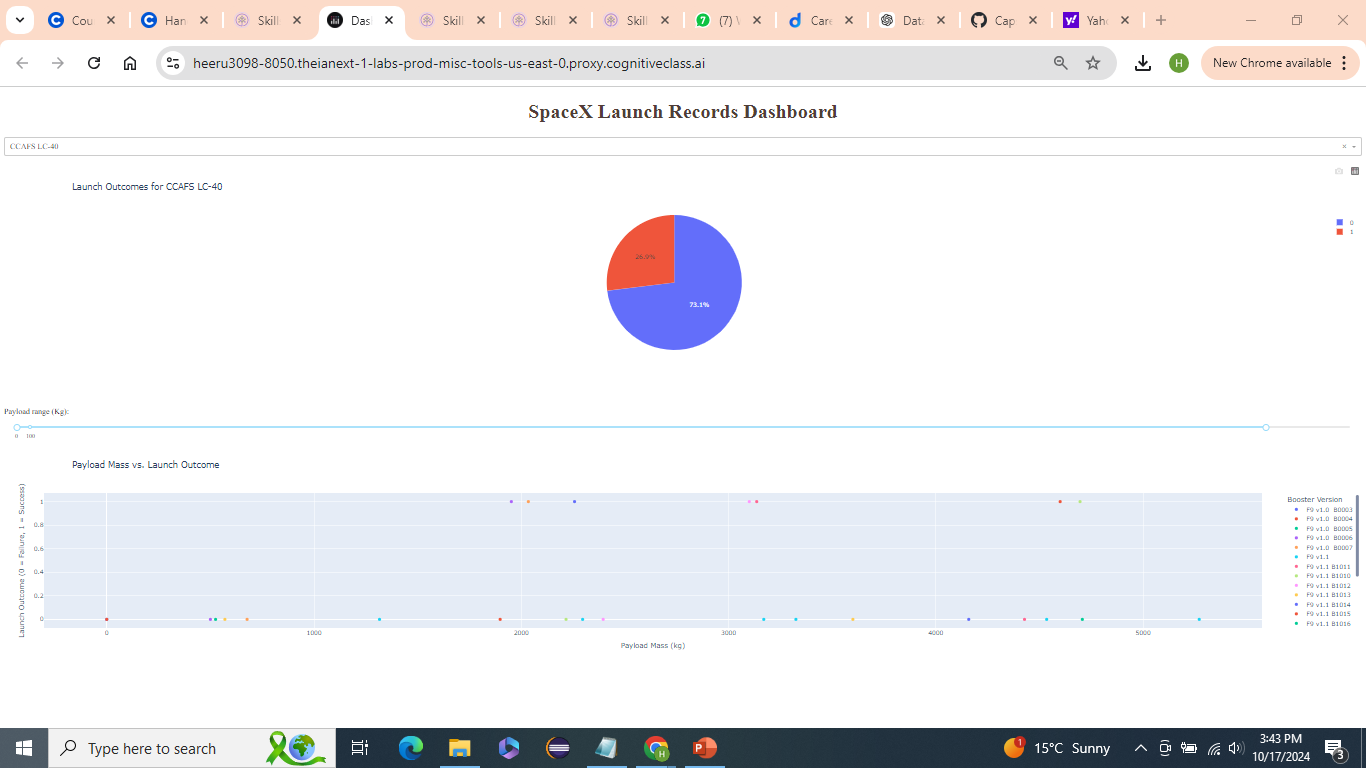 Cou
Han
Skill
Das
Skill
Skill
Skill
(7) W
Care
Data
Cap
Yaho
heeru3098-8050.theianext-1-labs-prod-misc-tools-us-east-0.proxy.cognitiveclass.ai
H
New Chrome available
SpaceX Launch Records Dashboard
CCAFS LC-40
Launch Outcomes for CCAFS LC-40
0
1
26.9%
73.1%
Payload range (Kg):
0 100
Payload Mass vs. Launch Outcome
Launch Outcome (0 = Failure, 1 = Success)
1
0.8
0.6
0.4
0.2
0
0 1000 2000 3000 4000 5000
Payload Mass (kg)
Booster Version
F9 v1.0 B0003
F9 v1.0 B0004
F9 v1.0 B0005
F9 v1.0 B0006
F9 v1.0 B0007
F9 v1.1
F9 v1.1 B1011
F9 v1.1 B1010
F9 v1.1 B1012
F9 v1.1 B1013
F9 v1.1 B1014
F9 v1.1 B1015
F9 v1.1 B1016
Type here to search
15°C Sunny
3:43 PM
10/17/2024
3